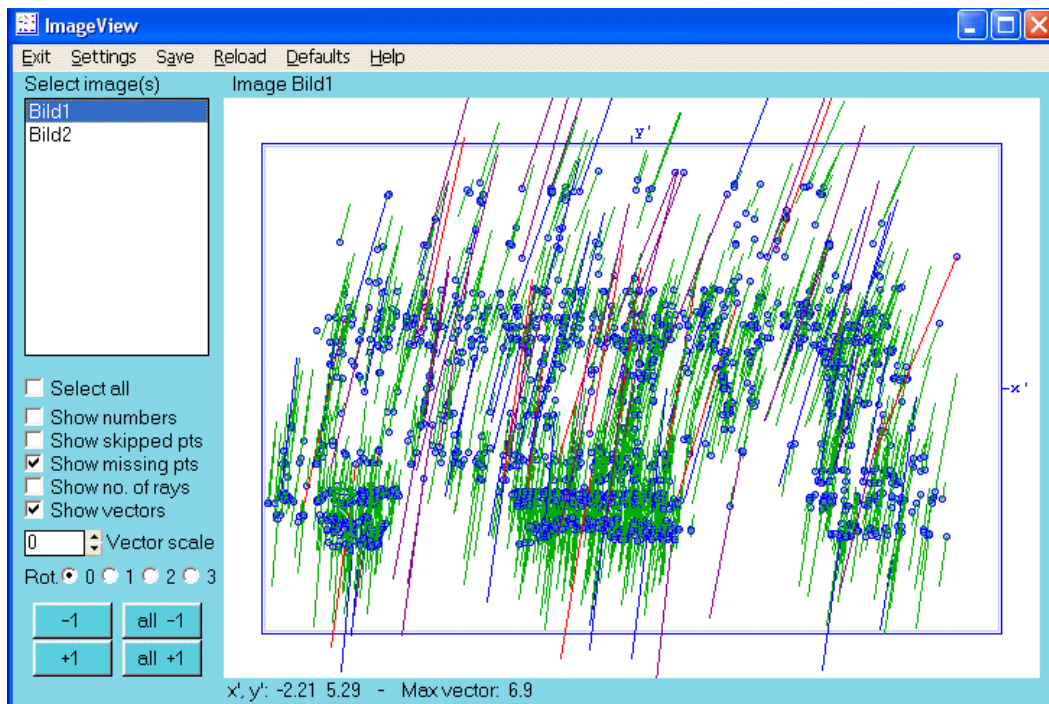 ImageView
Exit Settings Save Reload Defaults Help
Select image(s)
Image Bild1
Bild1
Bild2
y'
x'
Select all
Show numbers
Show skipped pts
Show missing pts
Show no. of rays
Show vectors
0 Vector scale
Rot. 0 1 2 3
-1 all -1
+1 all +1
x', y': -2.21 5.29 - Max vector: 6.9